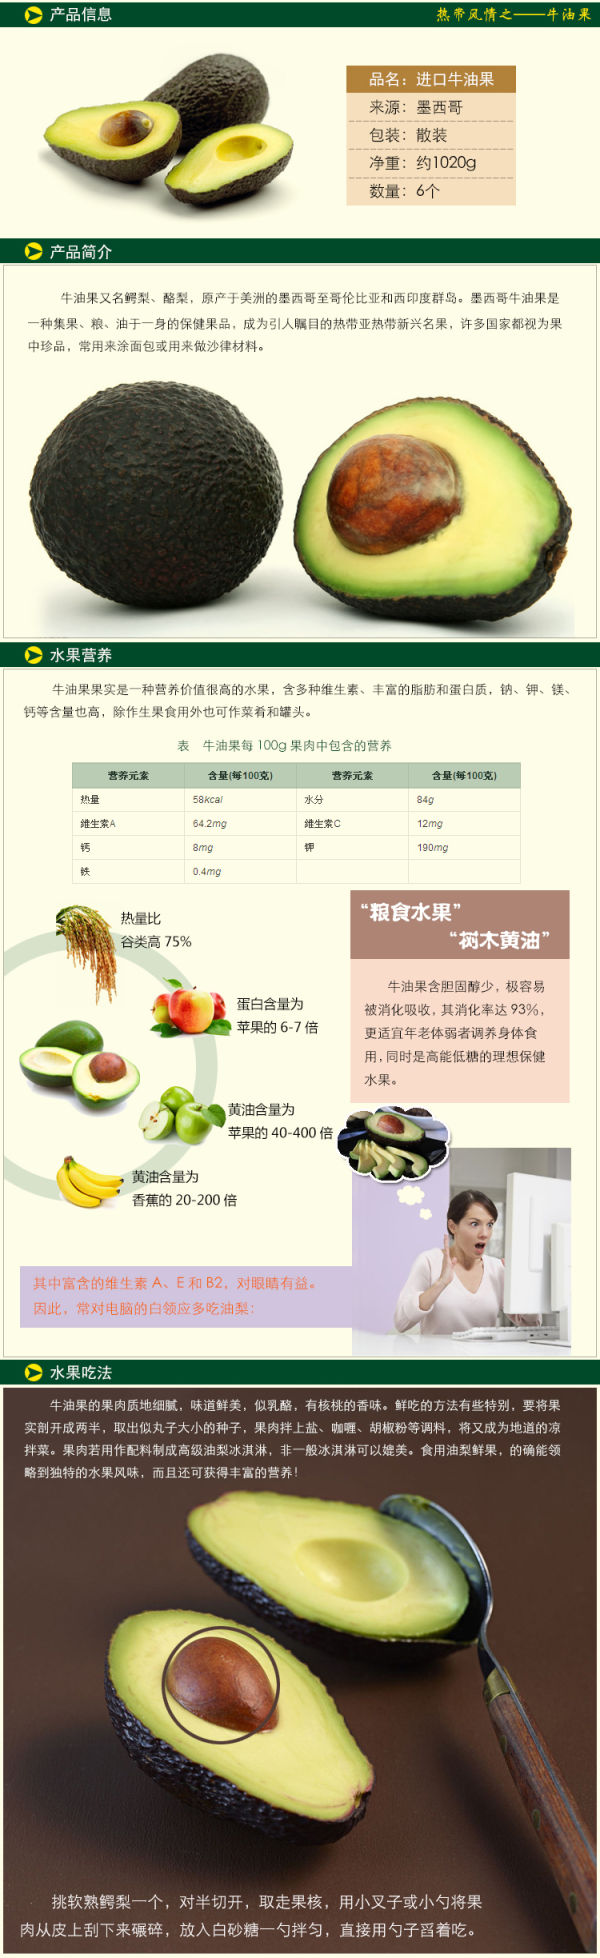 产品信息
热带风情之——牛油果
品名：进口牛油果
来源：墨西哥
包装：散装
净重：约1020g
数量：6个
产品简介
牛油果又名鳄梨、酪梨，原产于美洲的墨西哥至哥伦比亚和西印度群岛。墨西哥牛油果是
一种集果、粮、油于一身的保健果品，成为引人瞩目的热带亚热带新兴名果，许多国家都视为果
中珍品，常用来涂面包或用来做沙律材料。
水果营养
牛油果果实是一种营养价值很高的水果，含多种维生素、丰富的脂肪和蛋白质，钠、钾、镁、
钙等含量也高，除作生果食用外也可作菜肴和罐头。
表 牛油果每 100g 果肉中包含的营养
营养元素 含量(每100克) 营养元素 含量(每100克)
热量 58kcal 水分 84g
維生素A 64.2mg 維生素C 12mg
钙 8mg 钾 190mg
铁 0.4mg
热量比
谷类高 75%
蛋白含量为
苹果的 6-7 倍
黄油含量为
苹果的 40-400 倍
黄油含量为
香蕉的 20-200 倍
“粮食水果”
“树木黄油”
牛油果含胆固醇少，极容易
被消化吸收，其消化率达 93%，
更适宜年老体弱者调养身体食
用，同时是高能低糖的理想保健
水果。
其中富含的维生素 A、E 和 B2，对眼睛有益。
因此，常对电脑的白领应多吃油梨：
水果吃法
牛油果的果肉质地细腻，味道鲜美，似乳酪，有核桃的香味。鲜吃的方法有些特别，要将果
实剖开成两半，取出似丸子大小的种子，果肉拌上盐、咖喱、胡椒粉等调料，将又成为地道的凉
拌菜。果肉若用作配料制成高级油梨冰淇淋，非一般冰淇淋可以媲美。食用油梨鲜果，的确能领
略到独特的水果风味，而且还可获得丰富的营养！
挑软熟鳄梨一个，对半切开，取走果核，用小叉子或小勺将果
肉从皮上刮下来碾碎，放入白砂糖一勺拌匀，直接用勺子舀着吃。